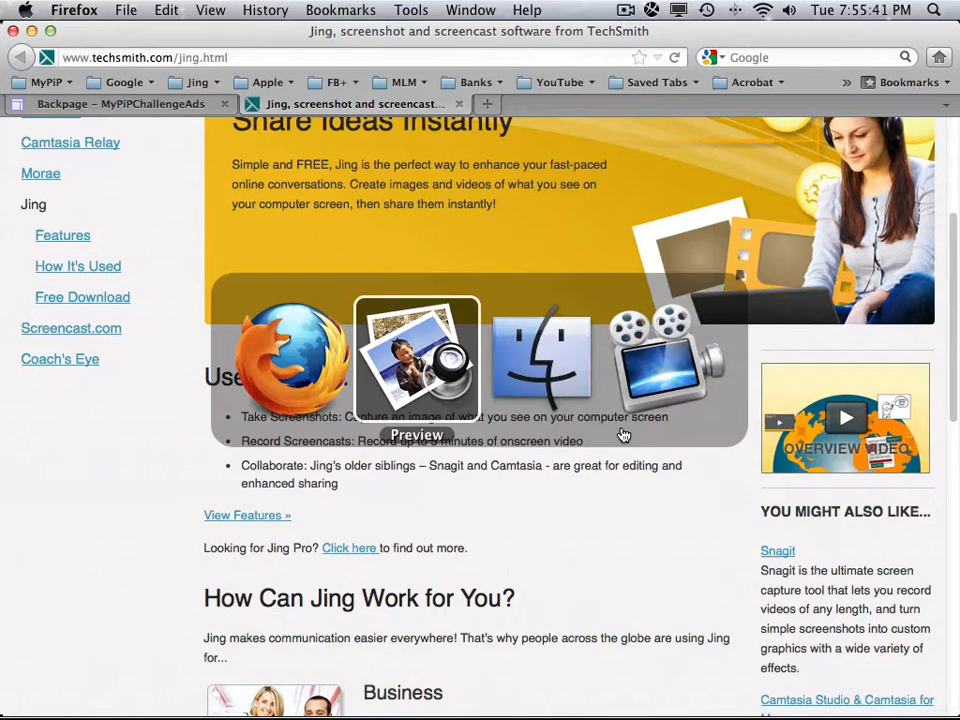 Firefox File Edit View History Bookmarks Tools Window Help Tue 7:55:41 PM
Jing, screenshot and screencast software from TechSmith
www.techsmith.com/jing.html Google
MyPiP Google Jing Apple FB+ MLM Banks YouTube Saved Tabs Acrobat » Bookmarks
Backpage – MyPiPChallengeAds Jing, screenshot and screencast...
Camtasia Relay
Morae
Jing
Features
How It's Used
Free Download
Screencast.com
Coach's Eye
Share Ideas Instantly
Simple and FREE, Jing is the perfect way to enhance your fast-paced
online conversations. Create images and videos of what you see on
your computer screen, then share them instantly!
Preview
• Take Screenshots: Capture an image of what you see on your computer screen
• Record Screencasts: Record up to 5 minutes of onscreen video
• Collaborate: Jing's older siblings – Snagit and Camtasia - are great for editing and
enhanced sharing
View Features »
Looking for Jing Pro? Click here to find out more.
How Can Jing Work for You?
Jing makes communication easier everywhere! That's why people across the globe are using Jing
for...
Business
OVERVIEW VIDEO
YOU MIGHT ALSO LIKE...
Snagit
Snagit is the ultimate screen
capture tool that lets you record
videos of any length, and turn
simple screenshots into custom
graphics with a wide variety of
effects.
Camtasia Studio & Camtasia for